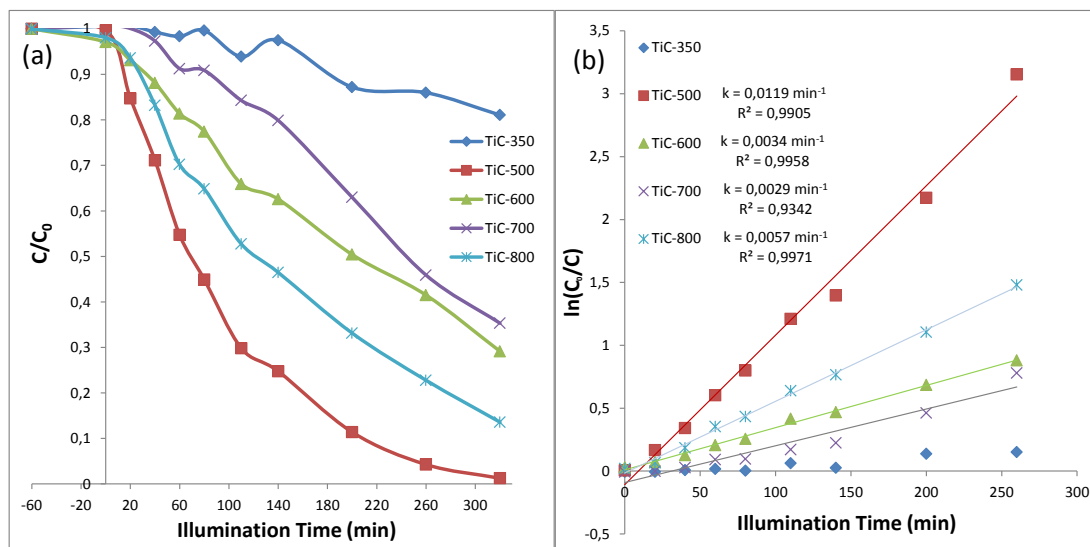 (a)
1
0,9
0,8
0,7
0,6
0,5
0,4
0,3
0,2
0,1
0
C/C0
-60
-20
20
60
100
140
180
220
260
300
Illumination Time (min)
TiC-350
TiC-500
TiC-600
TiC-700
TiC-800
(b)
3,5
3
2,5
2
1,5
1
0,5
0
-0,5
ln(C0/C)
0
50
100
150
200
250
300
Illumination Time (min)
TiC-350
TiC-500
k = 0,0119 min-1
R² = 0,9905
TiC-600
k = 0,0034 min-1
R² = 0,9958
TiC-700
k = 0,0029 min-1
R² = 0,9342
TiC-800
k = 0,0057 min-1
R² = 0,9971